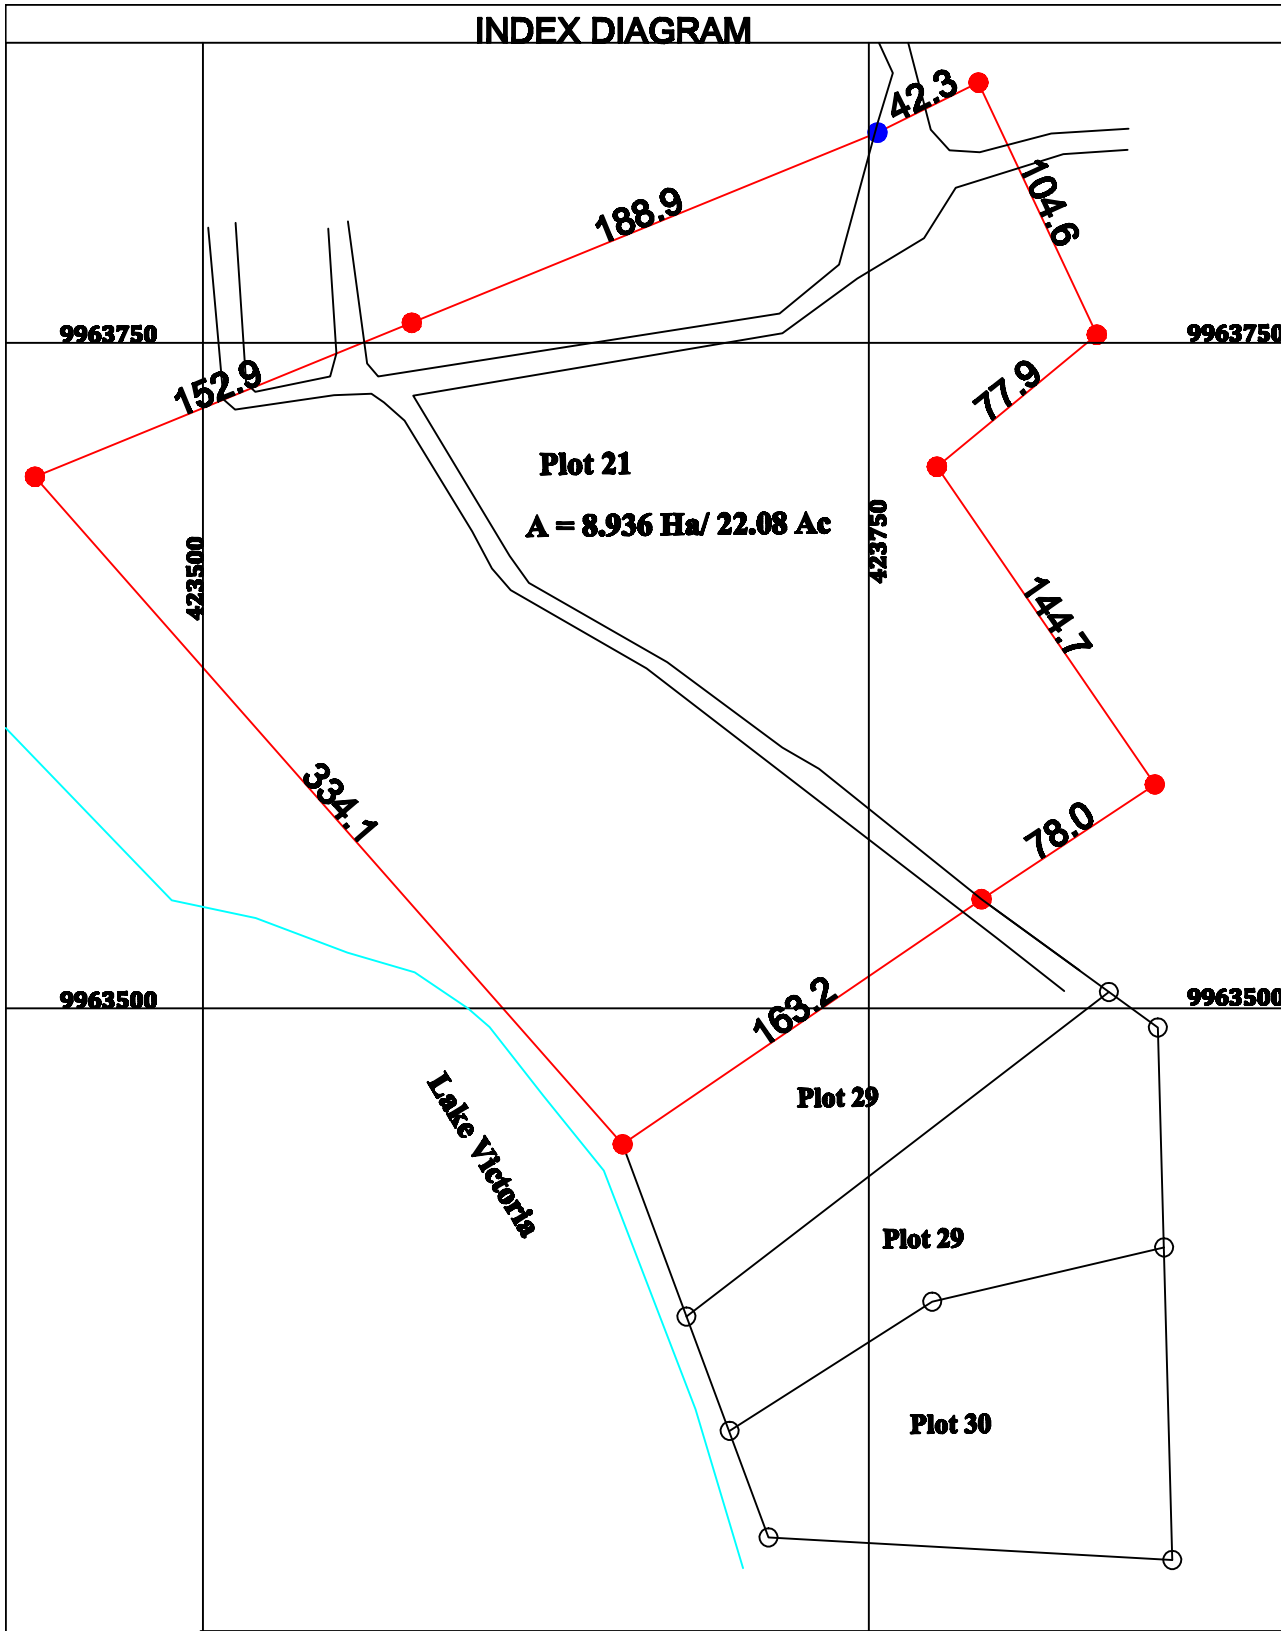 INDEX DIAGRAM
42.3
104.6
188.9
9963750
9963750
152.9
77.9
Plot 21
A = 8.936 Ha/ 22.08 Ac
423500
423750
144.7
334.1
78.0
163.2
9963500
9963500
Lake Victoria
Plot 29
Plot 29
Plot 30